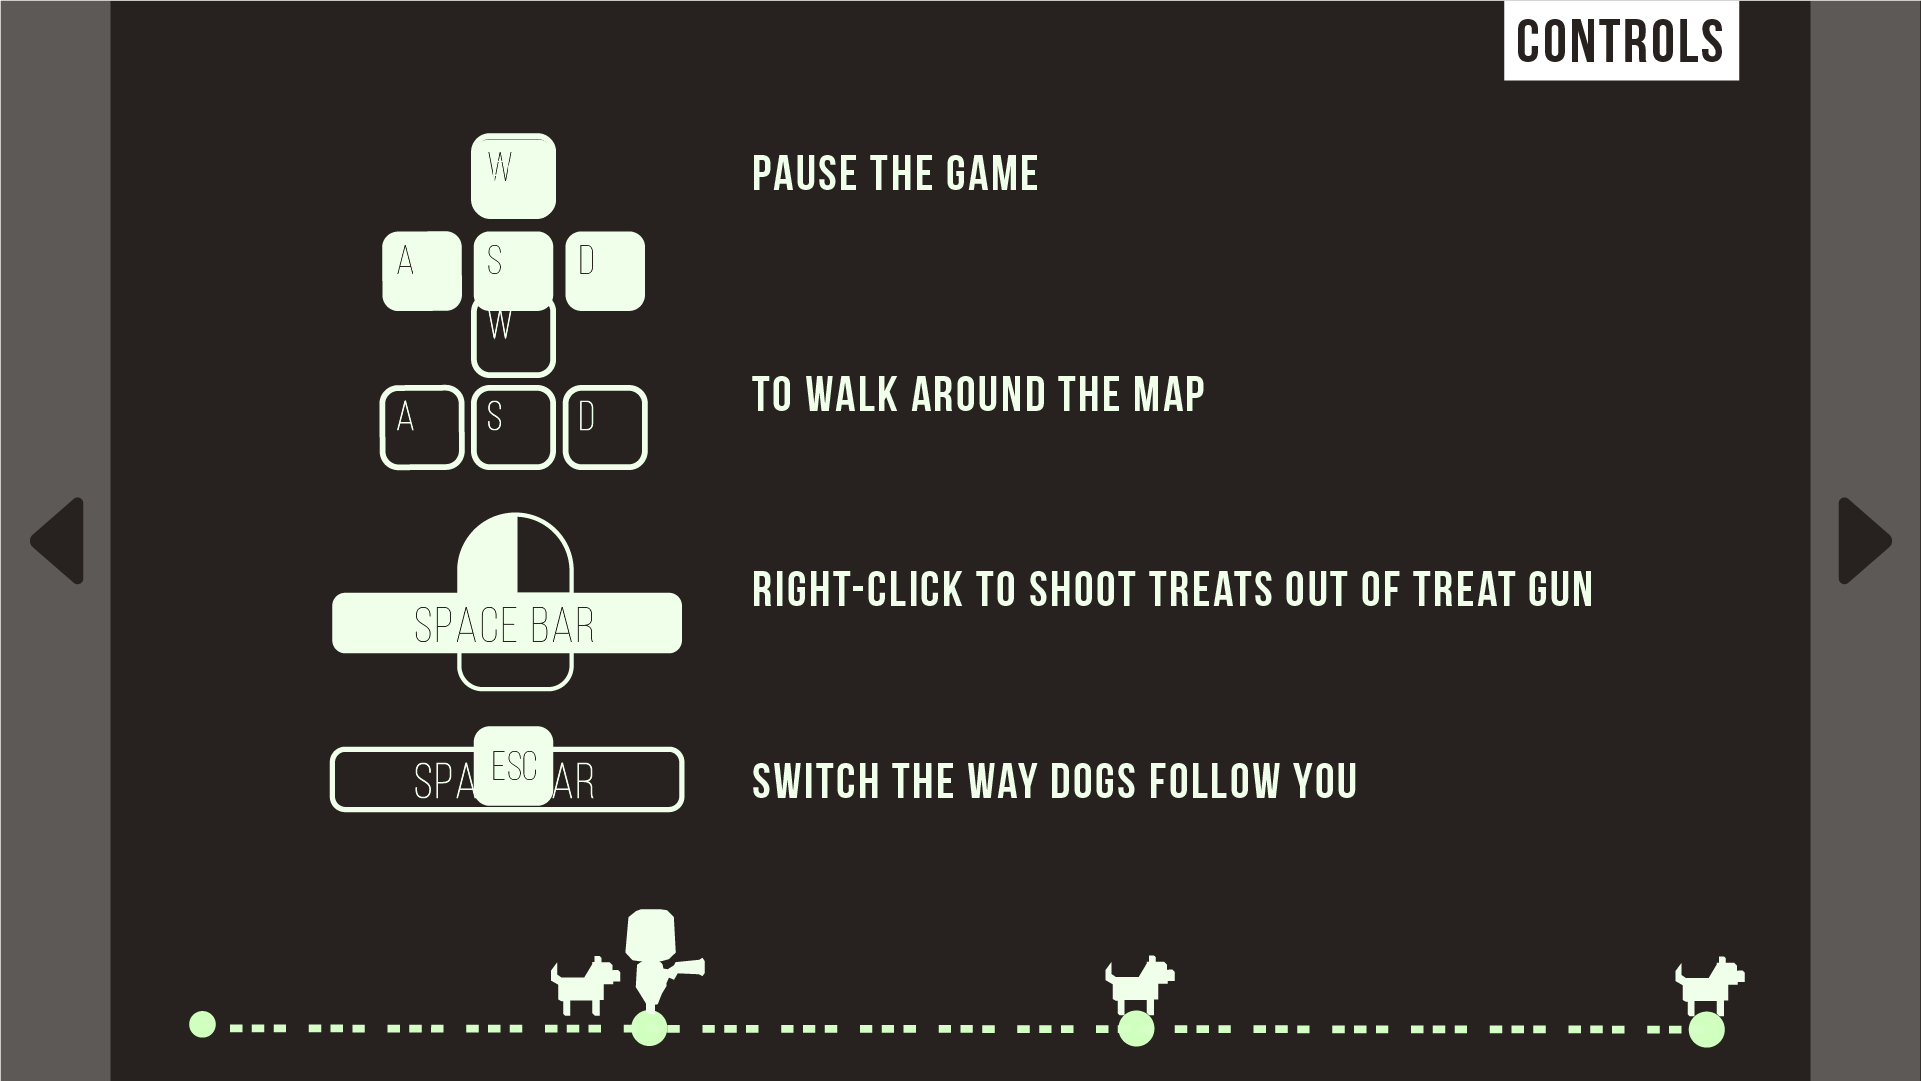 CONTROLS
W
PAUSE THE GAME
A S D
W
TO WALK AROUND THE MAP
A S D
RIGHT-CLICK TO SHOOT TREATS OUT OF TREAT GUN
SPACE BAR
ESC
SPA AR
SWITCH THE WAY DOGS FOLLOW YOU